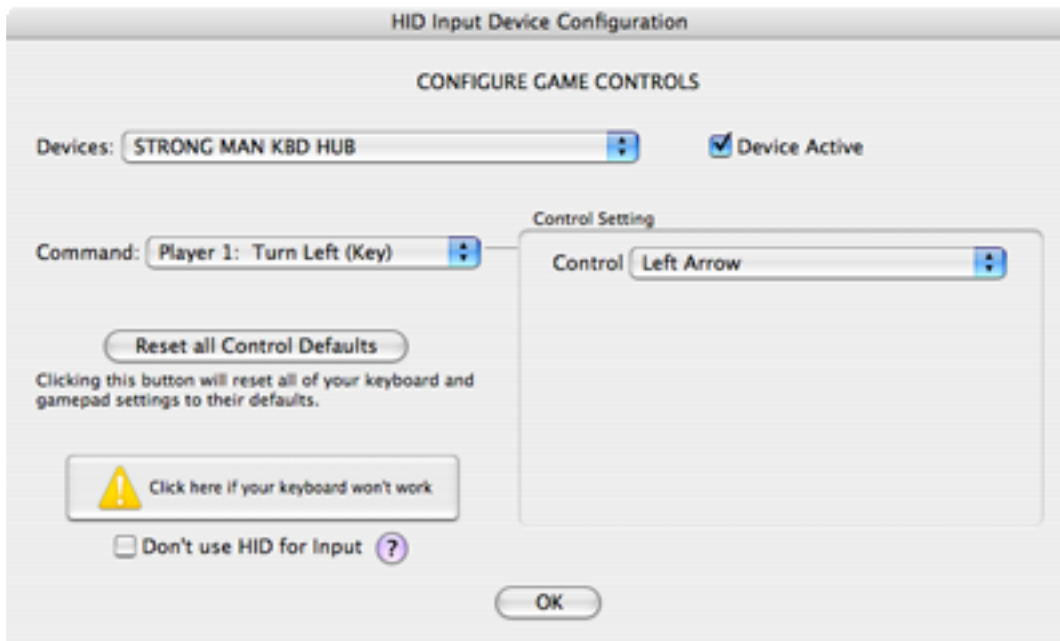 HID Input Device Configuration
CONFIGURE GAME CONTROLS
Devices: STRONG MAN KBD HUB
Device Active
Control Setting
Command: Player 1: Turn Left (Key)
Control Left Arrow
Reset all Control Defaults
Clicking this button will reset all of your keyboard and
gamepad settings to their defaults.
Click here if your keyboard won't work
Don't use HID for Input ?
OK